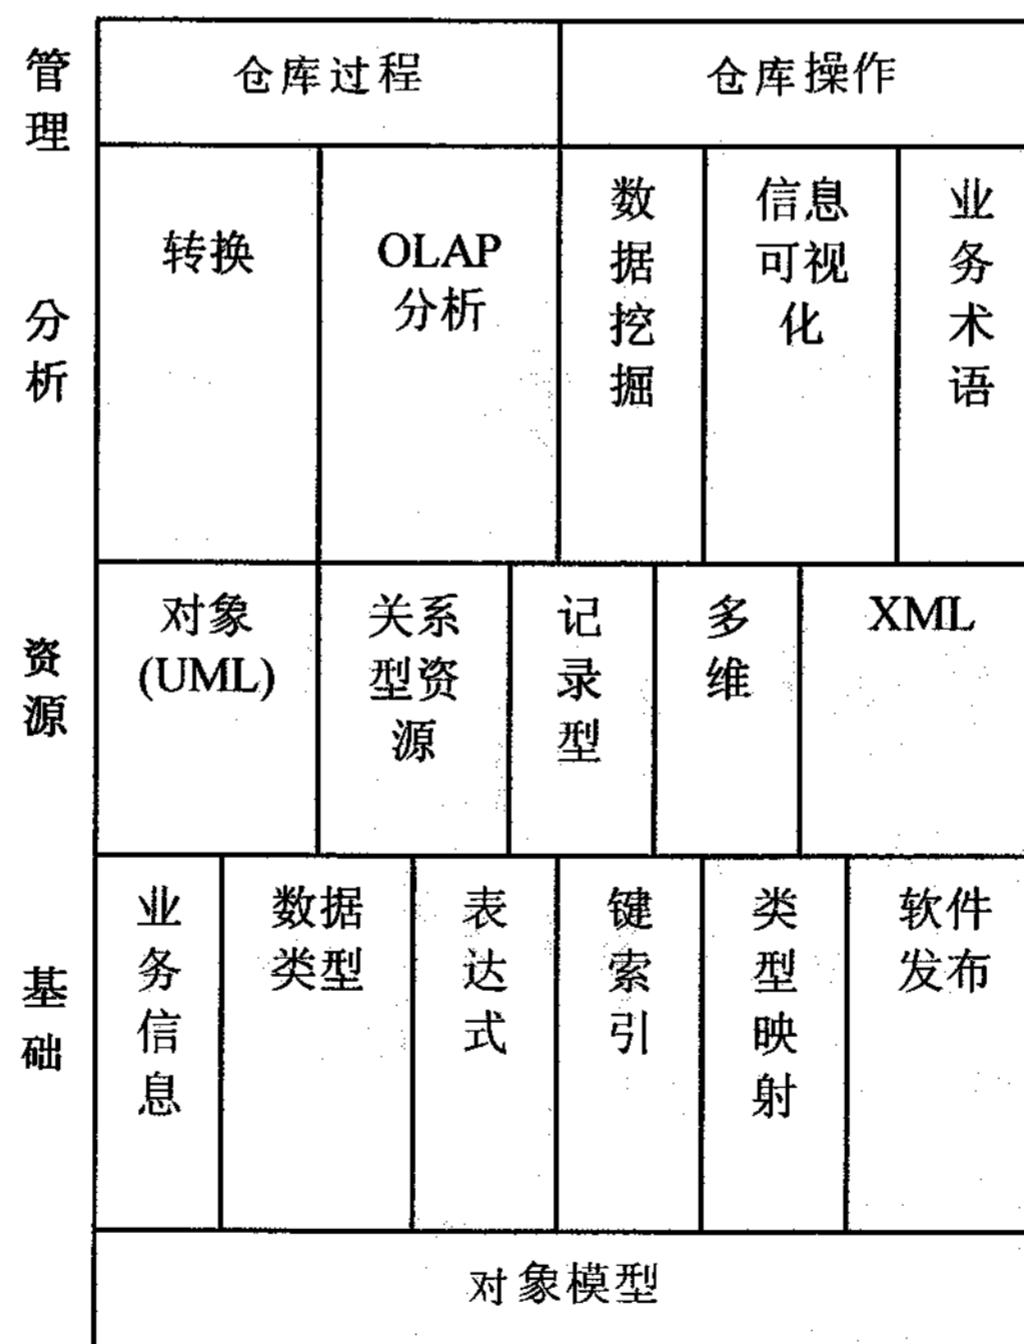 管理
仓库过程
仓库操作
分析
转换
OLAP
分析
数据挖掘
信息
可视
化
业务术语
资源
对象
(UML)
关系
型资
源
记录型
多维
XML
基础
业务信息
数据
类型
表达式
键索引
类型映射
软件
发布
对象模型